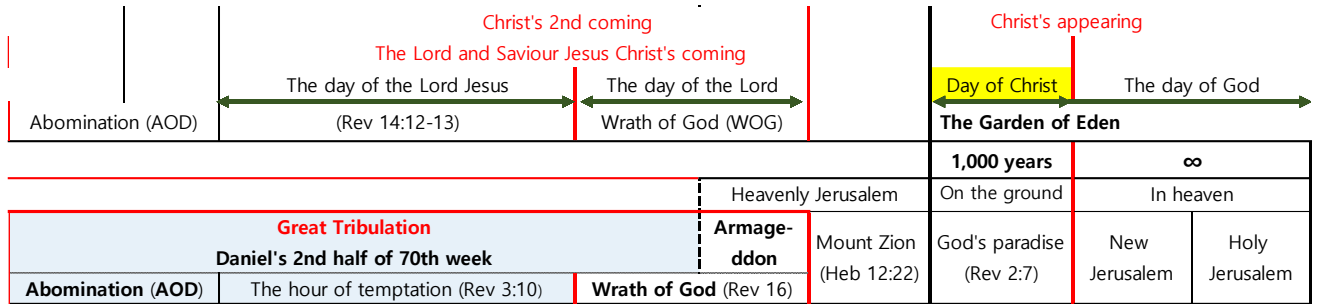 Christ's 2nd coming
Christ's appearing
The Lord and Saviour Jesus Christ's coming
The day of the Lord Jesus
The day of the Lord
Day of Christ
The day of God
Abomination (AOD)
(Rev 14:12-13)
Wrath of God (WOG)
The Garden of Eden
1,000 years
∞
Heavenly Jerusalem
On the ground
In heaven
Great Tribulation
Daniel's 2nd half of 70th week
Armage-
ddon
Mount Zion
(Heb 12:22)
God's paradise
(Rev 2:7)
New
Jerusalem
Holy
Jerusalem
Abomination (AOD)
The hour of temptation (Rev 3:10)
Wrath of God (Rev 16)